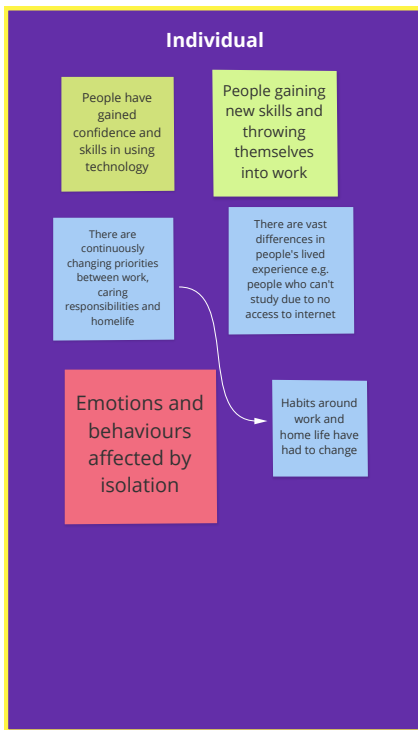 Individual
People have
gained
confidence and
skills in using
technology
People gaining
new skills and
throwing
themselves
into work
There are
continuously
changing priorities
between work,
caring
responsibilities and
homelife
There are vast
differences in
people's lived
experience e.g.
people who can't
study due to no
access to internet
Emotions and
behaviours
affected by
isolation
Habits around
work and
home life have
had to change